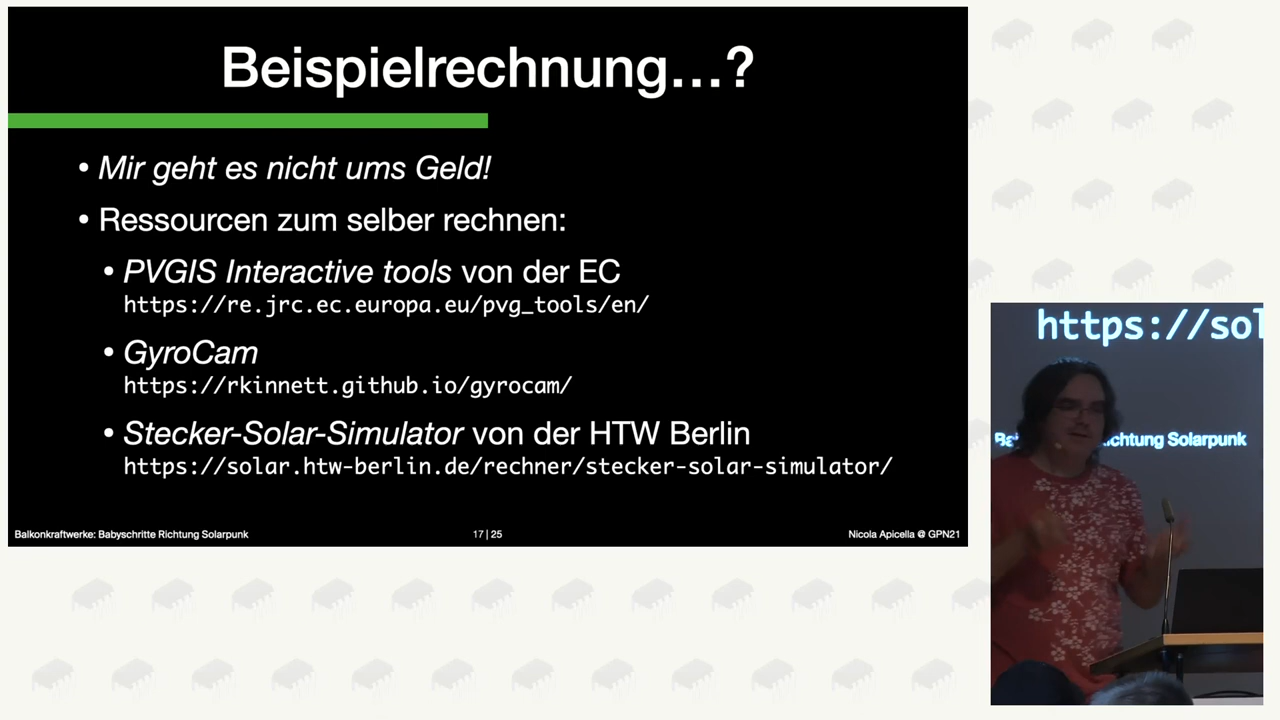 Beispielrechnung...?
• Mir geht es nicht ums Geld!
• Ressourcen zum selber rechnen:
• PVGIS Interactive tools von der EC
https://re.jrc.ec.europa.eu/pvg_tools/en/
• GyroCam
https://rkinnett.github.io/gyrocam/
• Stecker-Solar-Simulator von der HTW Berlin
https://solar.htw-berlin.de/rechner/stecker-solar-simulator/
Balkonkraftwerke: Babyschritte Richtung Solarpunk
17 | 25
Nicola Apicella @ GPN21
https://sol
Ba
ichtung Solarpunk